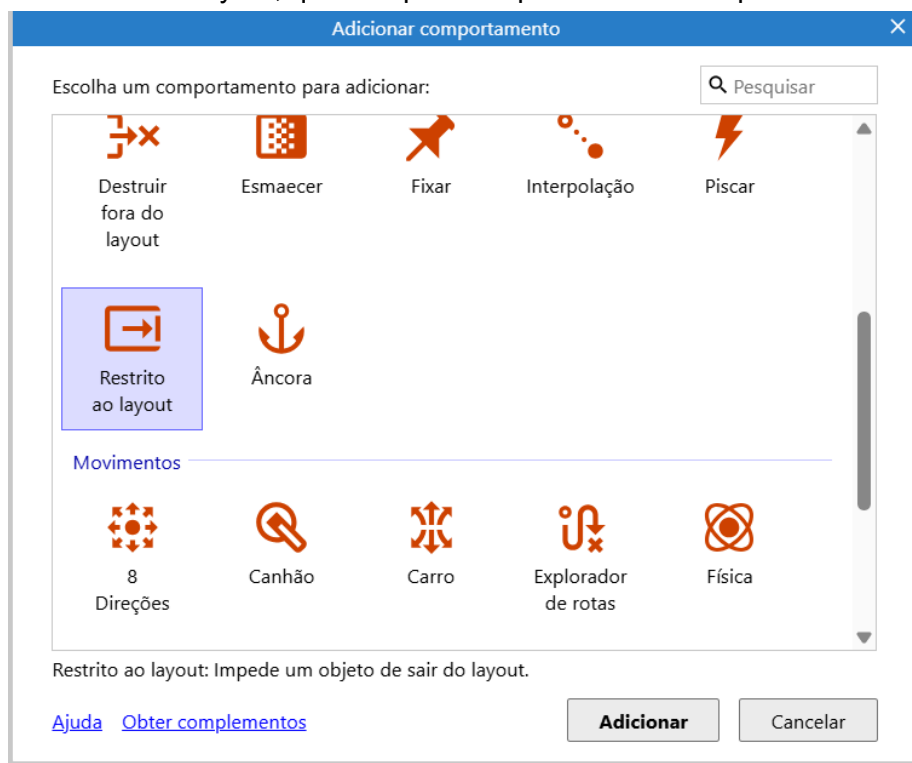 Adicionar comportamento
Escolha um comportamento para adicionar:
Pesquisar
Destruir
fora do
layout
Esmaecer
Fixar
Interpolação
Piscar
Restrito
ao layout
Âncora
Movimentos
8
Direções
Canhão
Carro
Explorador
de rotas
Física
Restrito ao layout: Impede um objeto de sair do layout.
Ajuda
Obter complementos
Adicionar
Cancelar